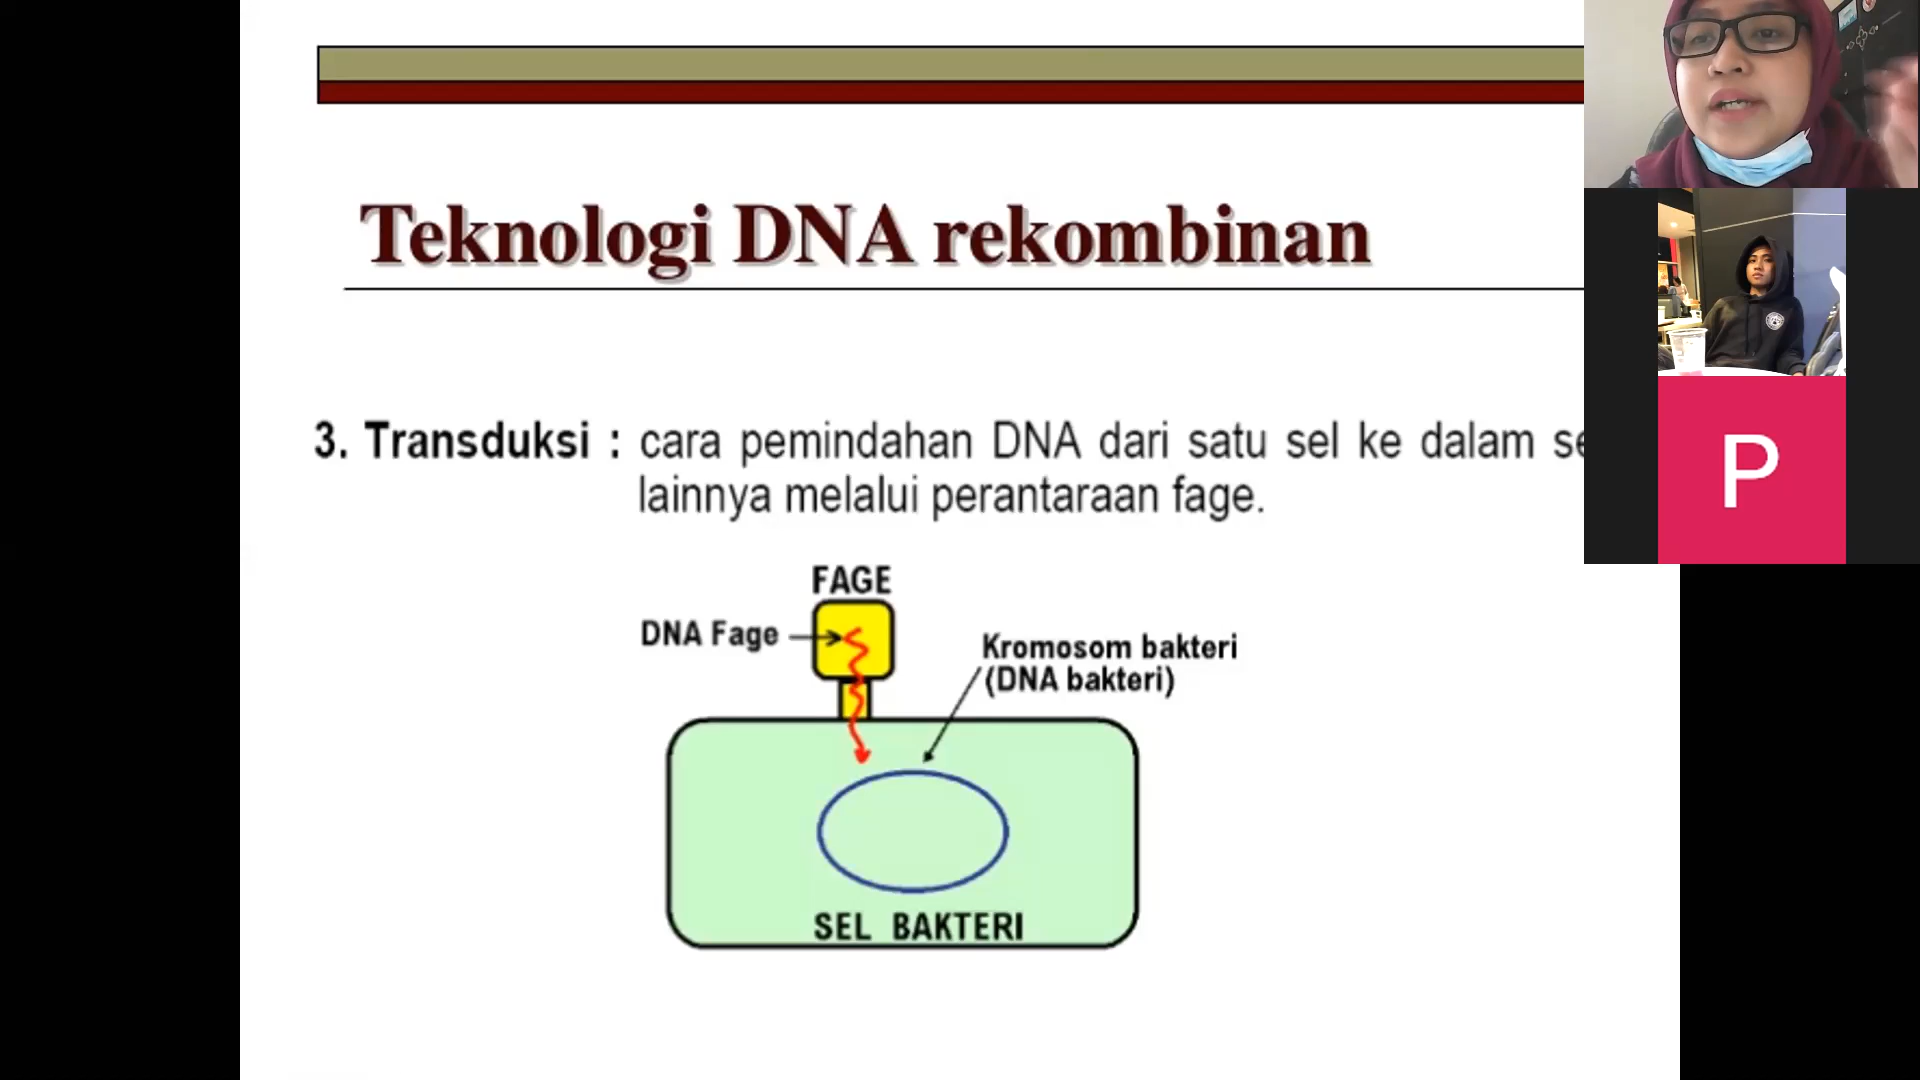 Teknologi DNA rekombinan
3. Transduksi : cara pemindahan DNA dari satu sel ke dalam
lainnya melalui perantaraan fage.
FAGE
DNA Fage
Kromosom bakteri
(DNA bakteri)
SEL BAKTERI
P